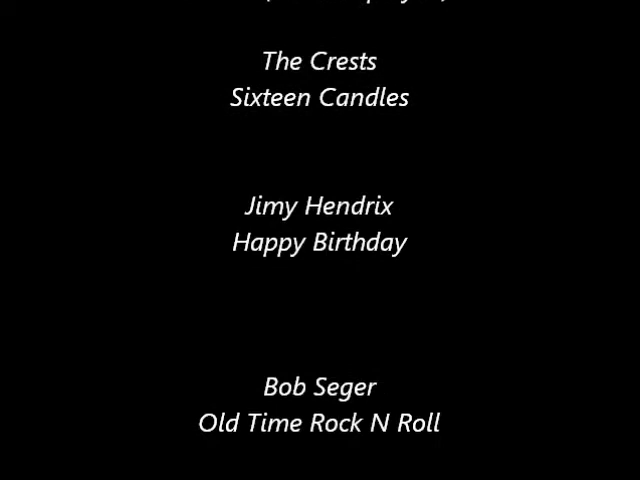 The Crests
Sixteen Candles
Jimy Hendrix
Happy Birthday
Bob Seger
Old Time Rock N Roll